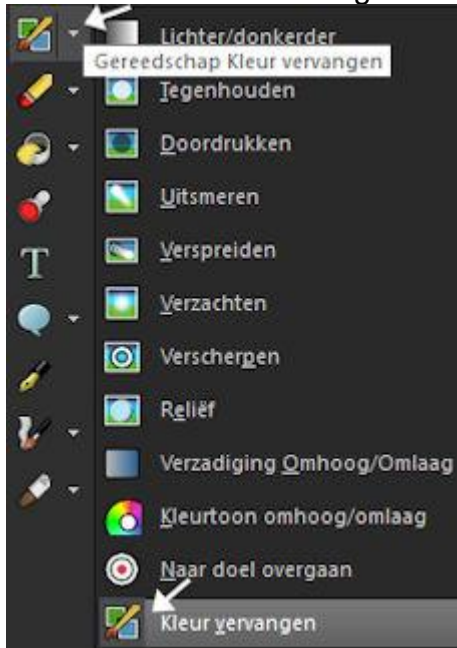 Lichter/donkerder
Gereedschap Kleur vervangen
Tegenhouden
Doordrukken
Uitsmeren
Verspreiden
Verzachten
Verscherpen
Reliëf
Verzadiging Omhoog/Omlaag
Kleurtoon omhoog/omlaag
Naar doel overgaan
Kleur vervangen